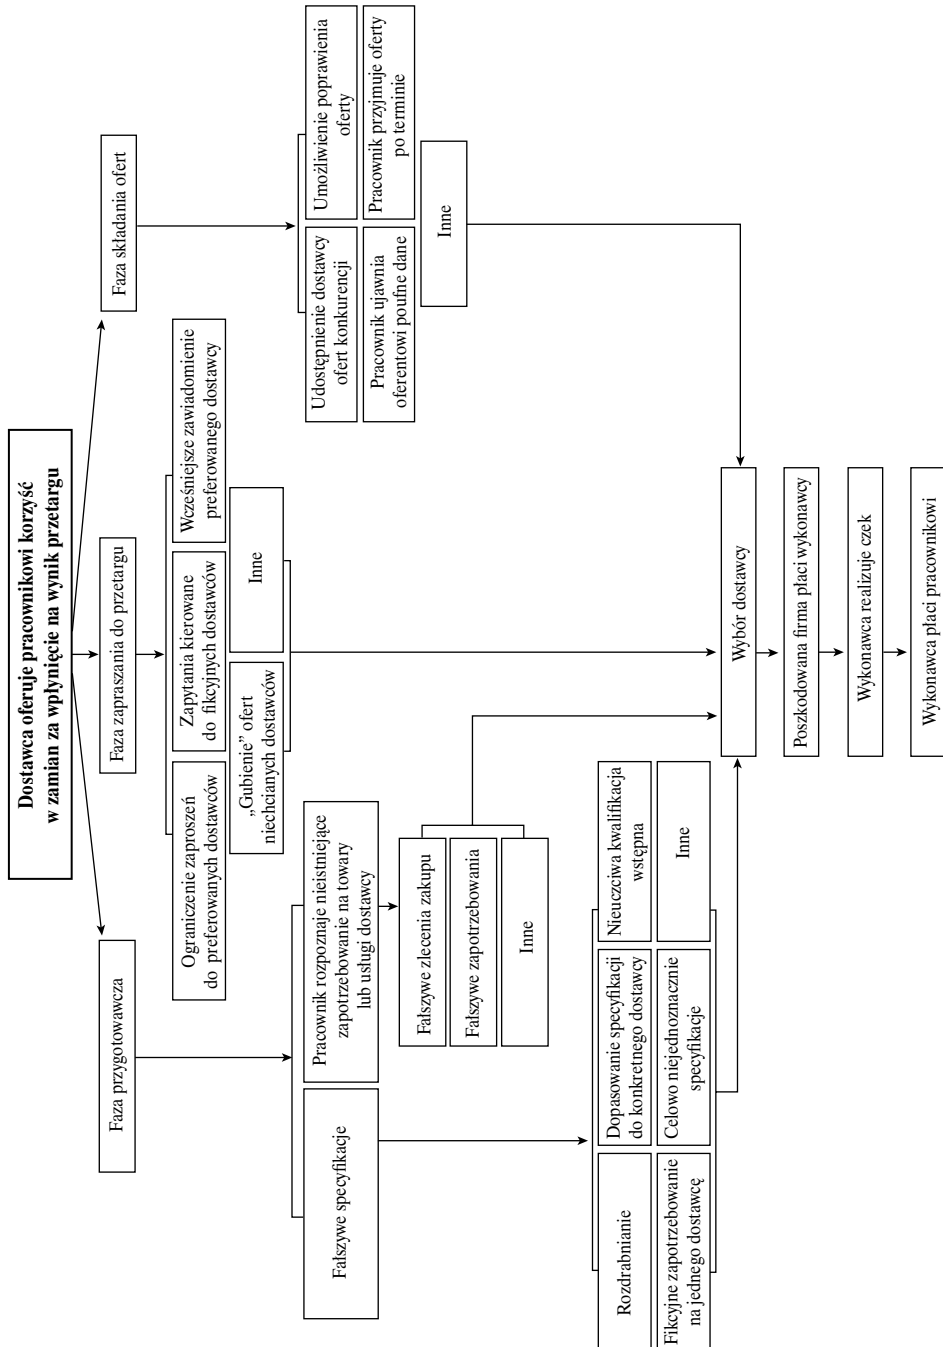 Dostawca oferuje pracownikowi korzyść
w zamian za wpłynięcie na wynik przetargu
Faza przygotowawcza
Faza zapraszania do przetargu
Faza składania ofert
Ograniczenie zaproszeń
do preferowanych dostawców
Zapytania kierowane
do fikcyjnych dostawców
Wcześniejsze zawiadomienie
preferowanego dostawcy
„Gubienie” ofert
niechcianych dostawców
Inne
Fałszywe specyfikacje
Pracownik rozpoznaje nieistniejące
zapotrzebowanie na towary
lub usługi dostawcy
Udostępnienie dostawcy
ofert konkurencji
Umożliwienie poprawienia
oferty
Pracownik ujawnia
oferentowi poufne dane
Pracownik przyjmuje oferty
po terminie
Inne
Fałszywe zlecenia zakupu
Fałszywe zapotrzebowania
Inne
Rozdrabnianie
Dopasowanie specyfikacji
do konkretnego dostawcy
Nieuczciwa kwalifikacja
wstępna
Fikcyjne zapotrzebowanie
na jednego dostawcę
Celowo niejednoznacznie
specyfikacje
Inne
Wybór dostawcy
Poszkodowana firma płaci wykonawcy
Wykonawca realizuje czek
Wykonawca płaci pracownikowi